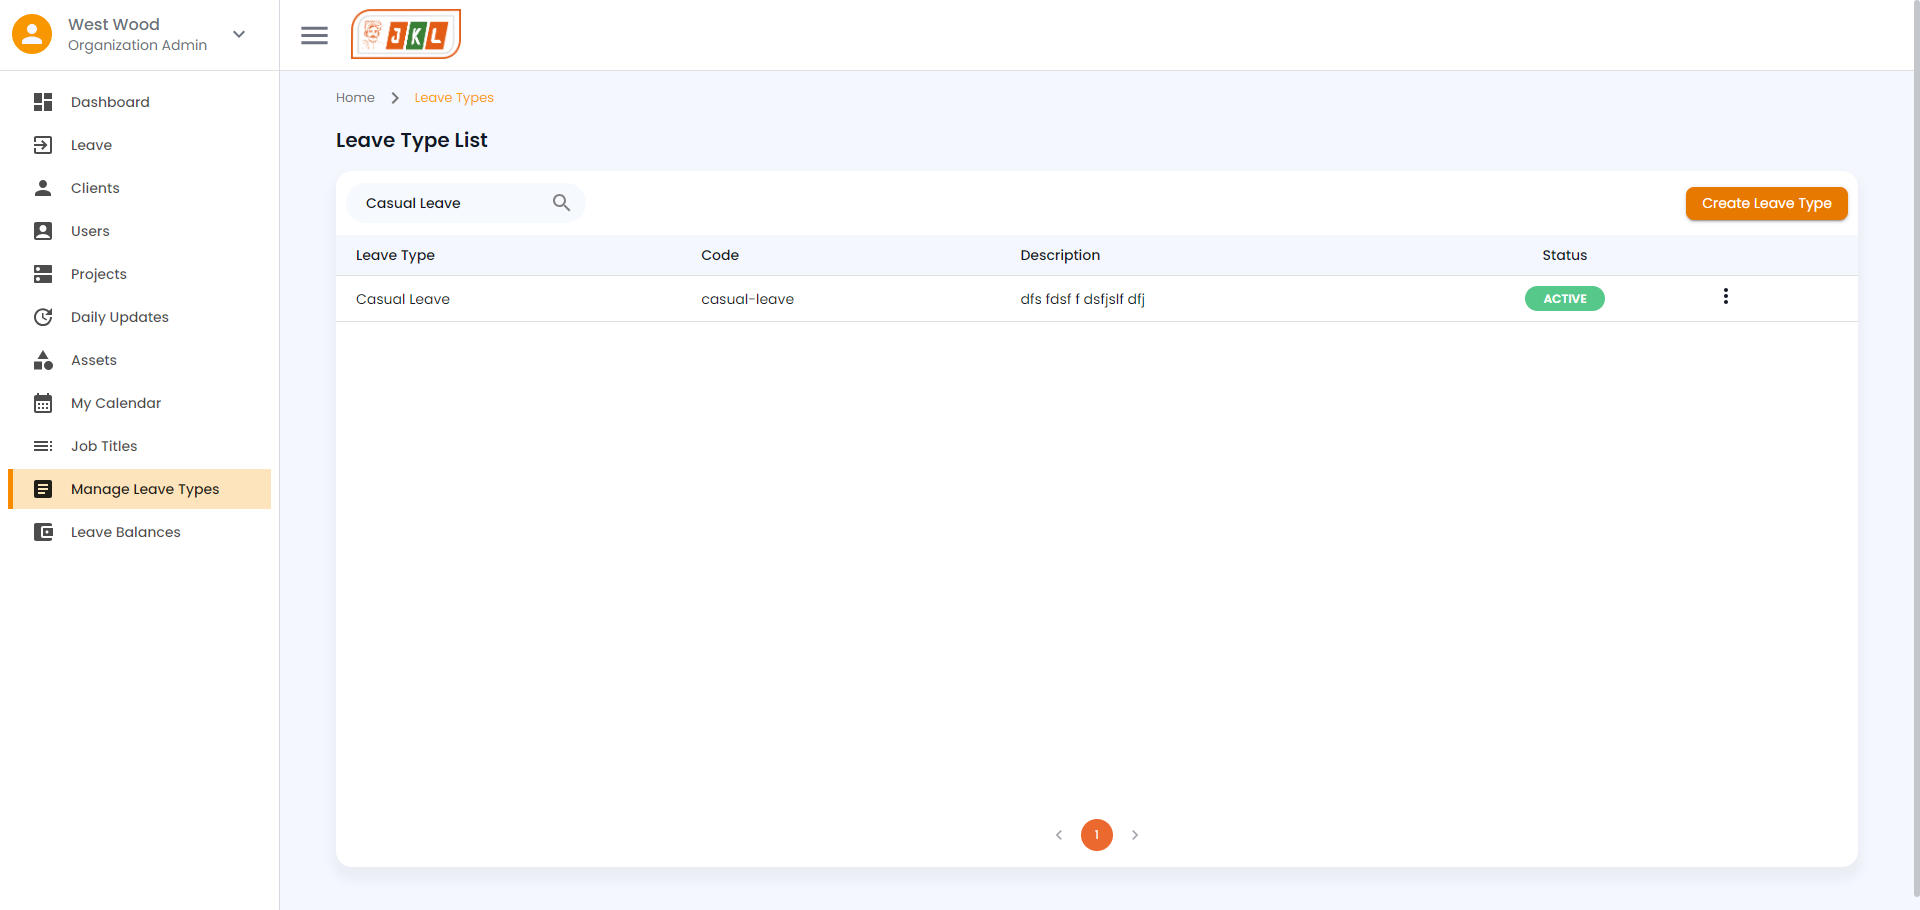 West Wood
Organization Admin
JKL
Dashboard
Leave
Clients
Users
Projects
Daily Updates
Assets
My Calendar
Job Titles
Manage Leave Types
Leave Balances
Home
Leave Types
Leave Type List
Casual Leave
Create Leave Type
Leave Type Code Description Status
Casual Leave casual-leave dfs fdsf f dsfjslf dfj ACTIVE
1